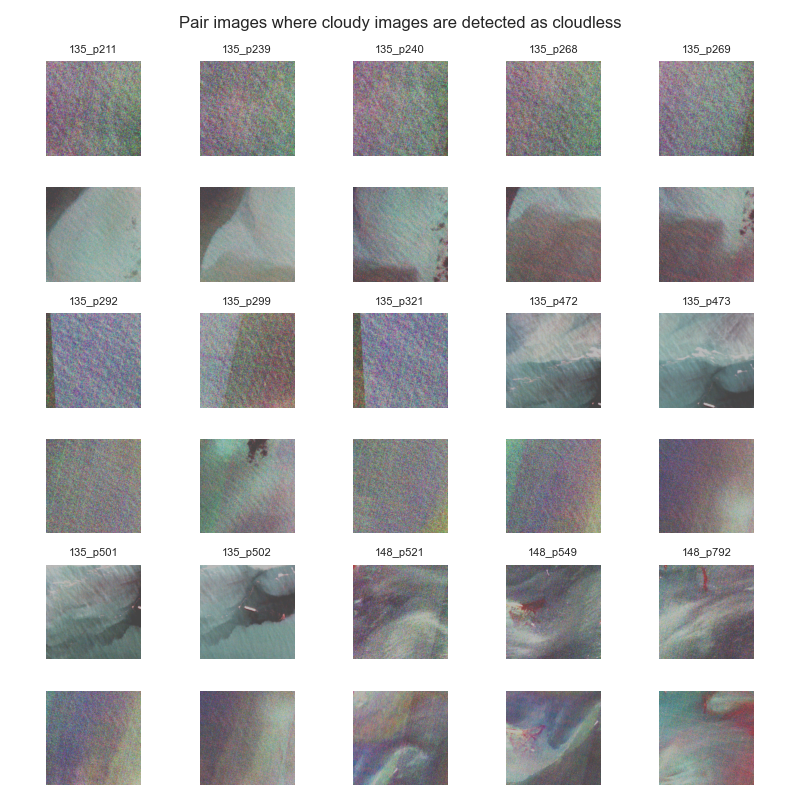 Pair images where cloudy images are detected as cloudless
135_p211 135_p239 135_p240 135_p268 135_p269
135_p292 135_p299 135_p321 135_p472 135_p473
135_p501 135_p502 148_p521 148_p549 148_p792